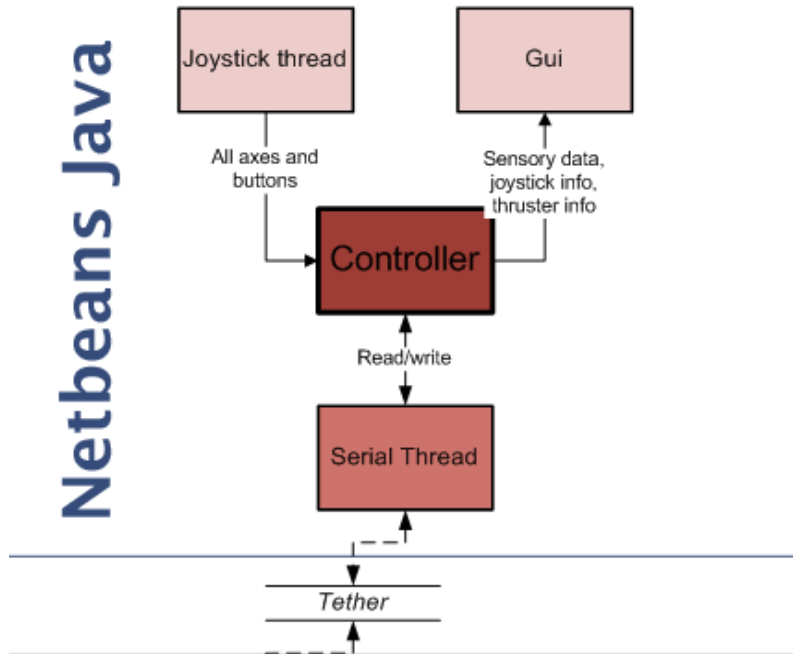 Netbeans Java
Joystick thread
Gui
All axes and
buttons
Sensory data,
joystick info,
thruster info
Controller
Read/write
Serial Thread
Tether